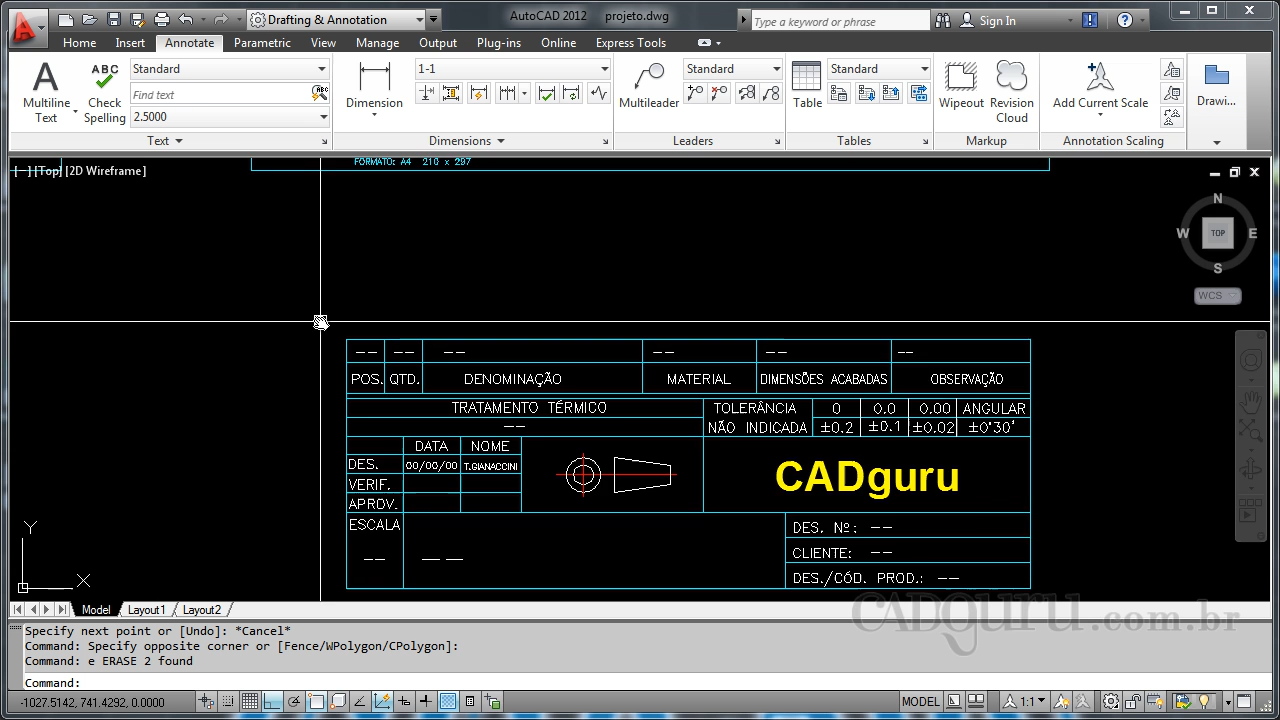 Drafting & Annotation
AutoCAD 2012 projeto.dwg
Type a keyword or phrase
Sign In
Home Insert Annotate Parametric View Manage Output Plug-ins Online Express Tools
A
Multiline
Text
ABC
Check
Spelling
Standard
Find text
ABC
2.5000
Text
Dimension
1-1
Dimensions
Multileader
Standard
Leaders
Table
Standard
Tables
Wipeout
Revision
Cloud
Markup
Add Current Scale
Annotation Scaling
Drawi...
FORMATO: A4 210 x 297
[−][Top][2D Wireframe]
N
W TOP E
S
WCS
-- -- -- -- -- --
POS. QTD. DENOMINAÇÃO MATERIAL DIMENSÕES ACABADAS OBSERVAÇÃO
TRATAMENTO TÉRMICO
--
TOLERÂNCIA 0 0.0 0.00 ANGULAR
NÃO INDICADA ±0.2 ±0.1 ±0.02 ±0°30'
DATA NOME
DES. 00/00/00 T.GIANACCINI
VERIF.
APROV.
CADguru
ESCALA
-- -- --
DES. Nº: --
CLIENTE: --
DES./CÓD. PROD.: --
Y
X
Model Layout1 Layout2
CADguru.com.br
Specify next point or [Undo]: *Cancel*
Command: Specify opposite corner or [Fence/WPolygon/CPolygon]:
Command: e ERASE 2 found
Command:
-1027.5142, 741.4292, 0.0000
MODEL
1:1